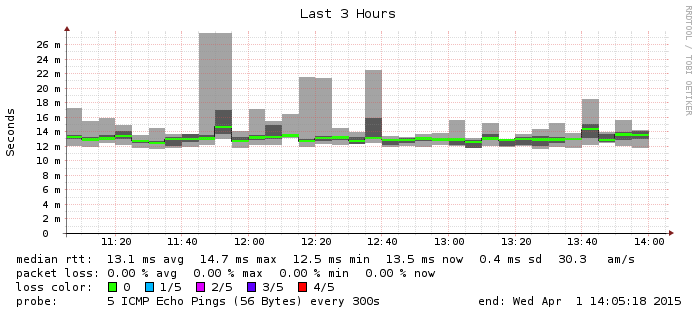 Last 3 Hours
RRDTOOL / TOBI OETIKER
Seconds
26 m
24 m
22 m
20 m
18 m
16 m
14 m
12 m
10 m
8 m
6 m
4 m
2 m
0
11:20 11:40 12:00 12:20 12:40 13:00 13:20 13:40 14:00
median rtt: 13.1 ms avg 14.7 ms max 12.5 ms min 13.5 ms now 0.4 ms sd 30.3 am/s
packet loss: 0.00 % avg 0.00 % max 0.00 % min 0.00 % now
loss color: 0 1/5 2/5 3/5 4/5
probe: 5 ICMP Echo Pings (56 Bytes) every 300s end: Wed Apr 1 14:05:18 2015